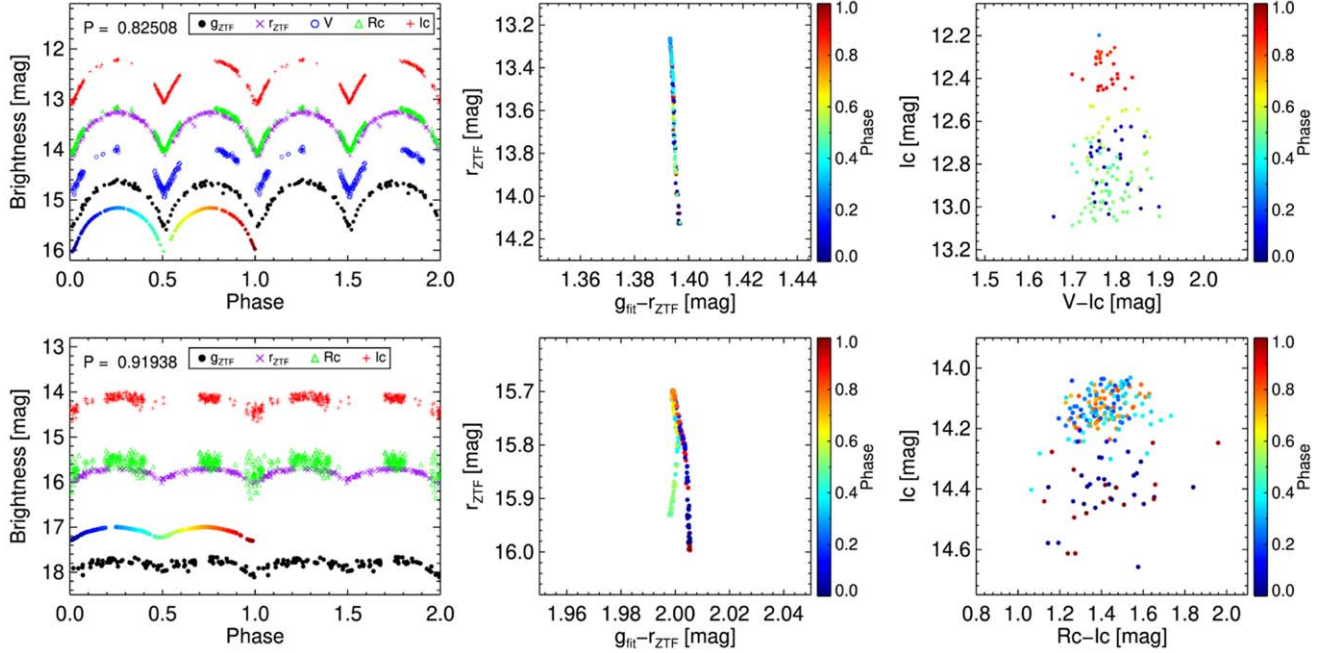 P = 0.82508
g_ZTF r_ZTF V Rc Ic
Brightness [mag]
12
13
14
15
16
0.0 0.5 1.0 1.5 2.0
Phase
r_ZTF [mag]
13.2
13.4
13.6
13.8
14.0
14.2
1.36 1.38 1.40 1.42 1.44
g_fit−r_ZTF [mag]
1.0
0.8
0.6
0.4
0.2
0.0
Phase
Ic [mag]
12.2
12.4
12.6
12.8
13.0
13.2
1.5 1.6 1.7 1.8 1.9 2.0
V−Ic [mag]
1.0
0.8
0.6
0.4
0.2
0.0
Phase
P = 0.91938
g_ZTF r_ZTF Rc Ic
Brightness [mag]
13
14
15
16
17
18
0.0 0.5 1.0 1.5 2.0
Phase
r_ZTF [mag]
15.7
15.8
15.9
16.0
1.96 1.98 2.00 2.02 2.04
g_fit−r_ZTF [mag]
1.0
0.8
0.6
0.4
0.2
0.0
Phase
Ic [mag]
14.0
14.2
14.4
14.6
0.8 1.0 1.2 1.4 1.6 1.8 2.0
Rc−Ic [mag]
1.0
0.8
0.6
0.4
0.2
0.0
Phase